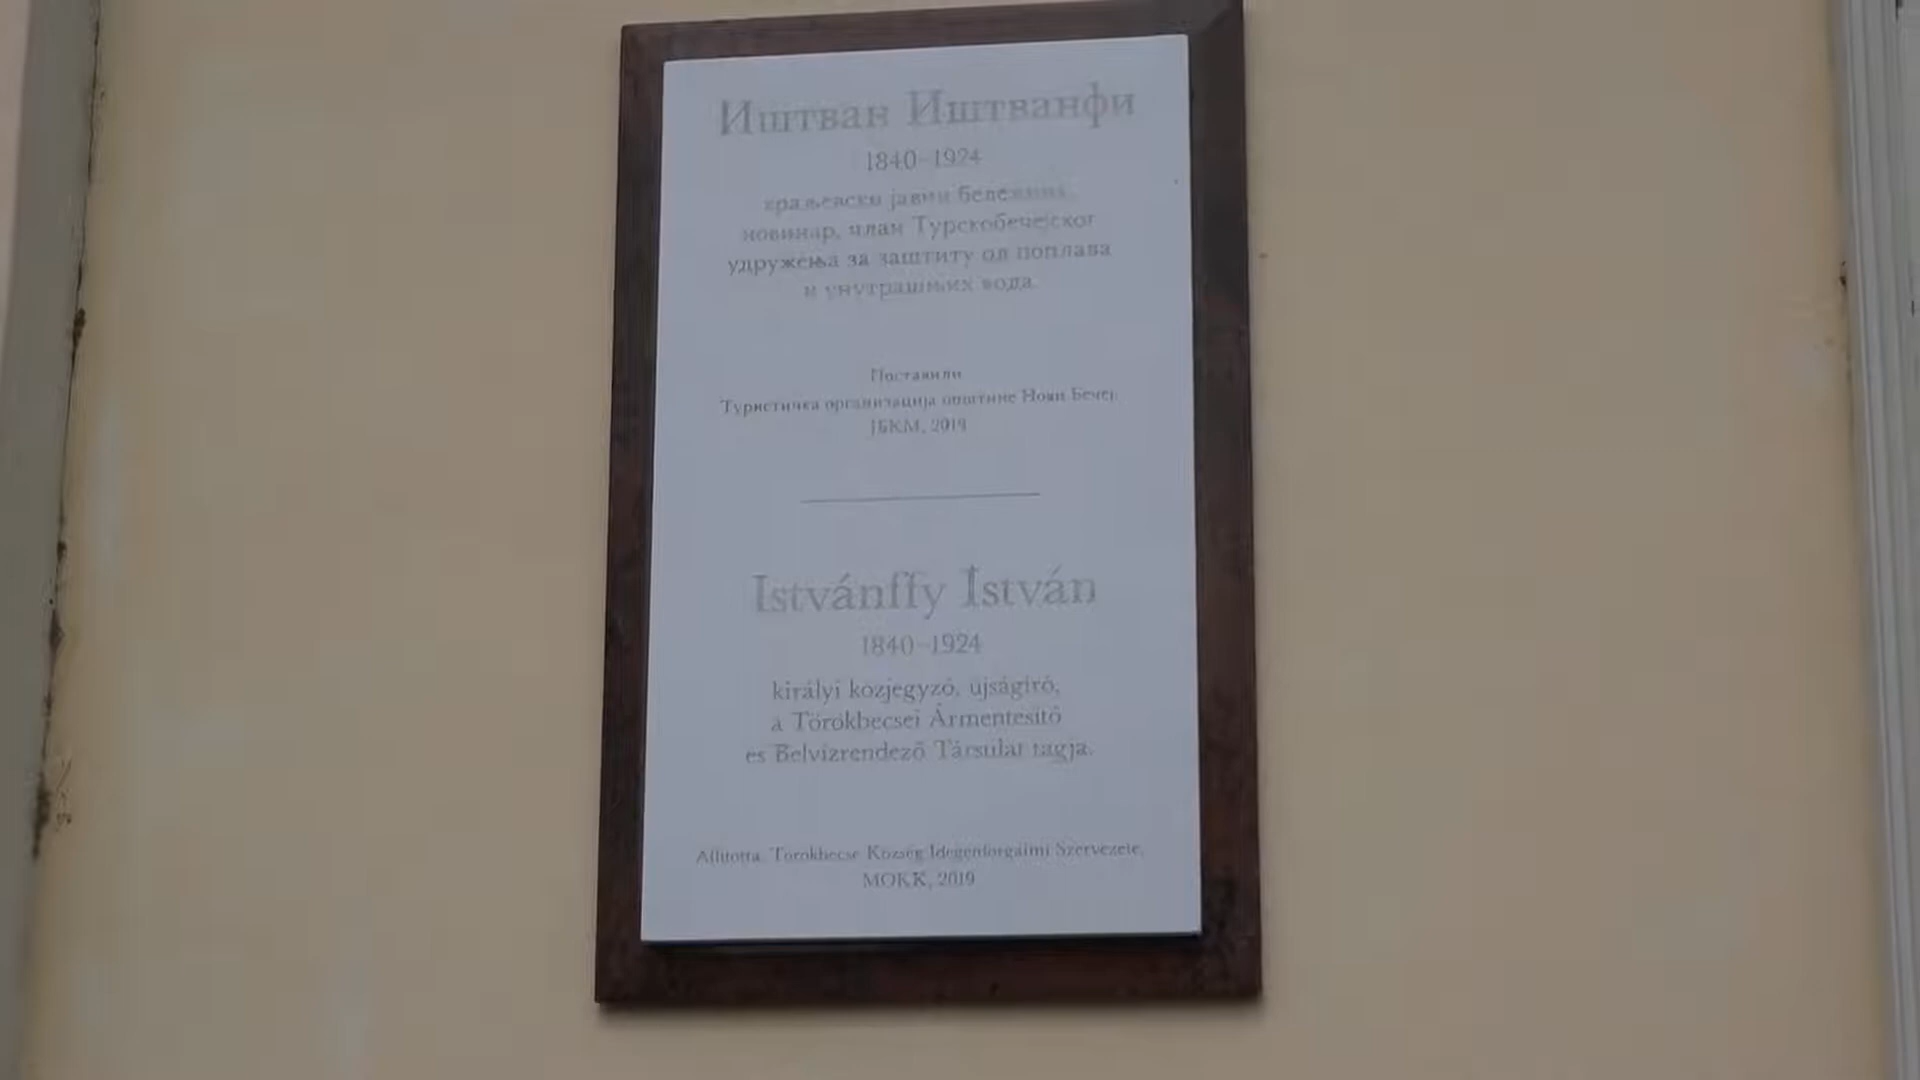 Иштван Иштванфи
1840–1924
краљевски јавни бележник,
новинар, члан Турскобечејског
удружења за заштиту од поплава
и унутрашњих вода.
Поставили
Туристичка организација општине Нови Бечеј,
ЈБКМ, 2019
Istvánffy István
1840–1924
királyi közjegyző, újságíró,
a Törökbecsei Ármentesítő
és Belvízrendező Társulat tagja.
Állította: Törökbecse Község Idegenforgalmi Szervezete,
MOKK, 2019